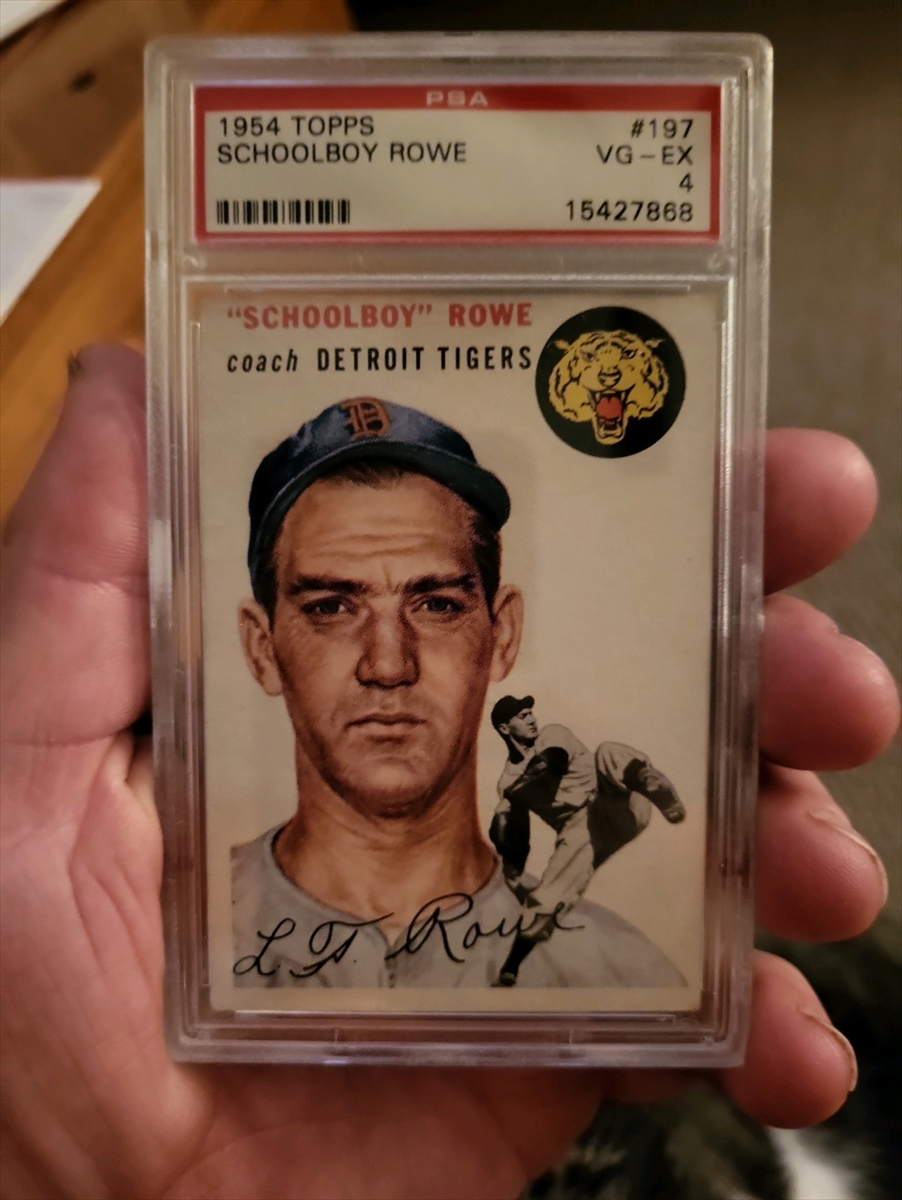 PSA
1954 TOPPS #197
SCHOOLBOY ROWE VG-EX
4
15427868
"SCHOOLBOY" ROWE
coach DETROIT TIGERS
D
L. T. Rowe